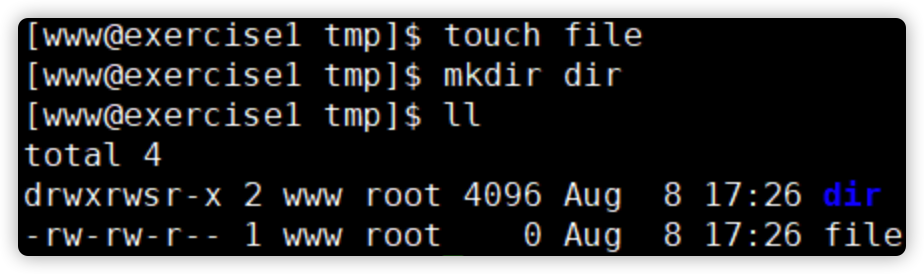 [www@exercise1 tmp]$ touch file
[www@exercise1 tmp]$ mkdir dir
[www@exercise1 tmp]$ ll
total 4
drwxrwsr-x 2 www root 4096 Aug  8 17:26 dir
-rw-rw-r-- 1 www root    0 Aug  8 17:26 file